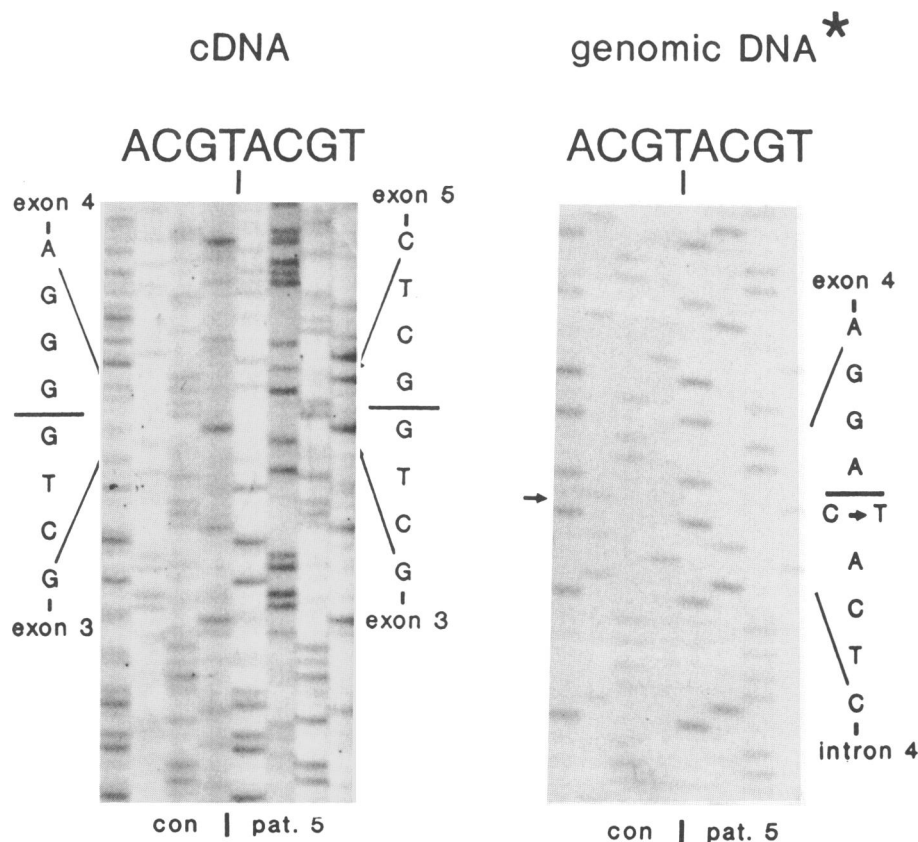 cDNA
genomic DNA*
ACGTACGT
ACGTACGT
exon 4
A
G
G
G
G
T
C
G
exon 3
exon 5
C
T
C
G
G
T
C
G
exon 3
con | pat. 5
exon 4
A
G
G
A
C → T
A
C
T
C
intron 4
con | pat. 5